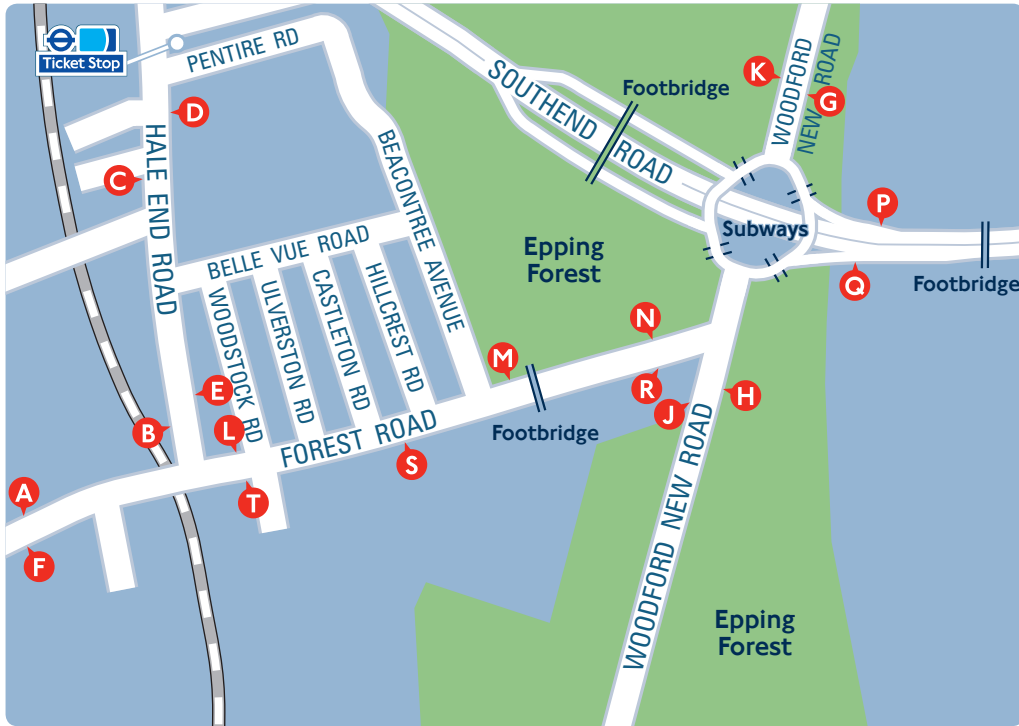 Ticket Stop
PENTIRE RD
SOUTHEND
ROAD
Footbridge
K
WOODFORD
NEW ROAD
G
D
HALE END ROAD
C
BEACONTREE AVENUE
P
Subways
Epping
Forest
BELLE VUE ROAD
Q
Footbridge
WOODSTOCK RD
ULVERSTON RD
CASTLETON RD
HILLCREST RD
N
M
R
H
E
J
B
L
FOREST ROAD
Footbridge
S
A
T
F
WOODFORD NEW ROAD
Epping
Forest